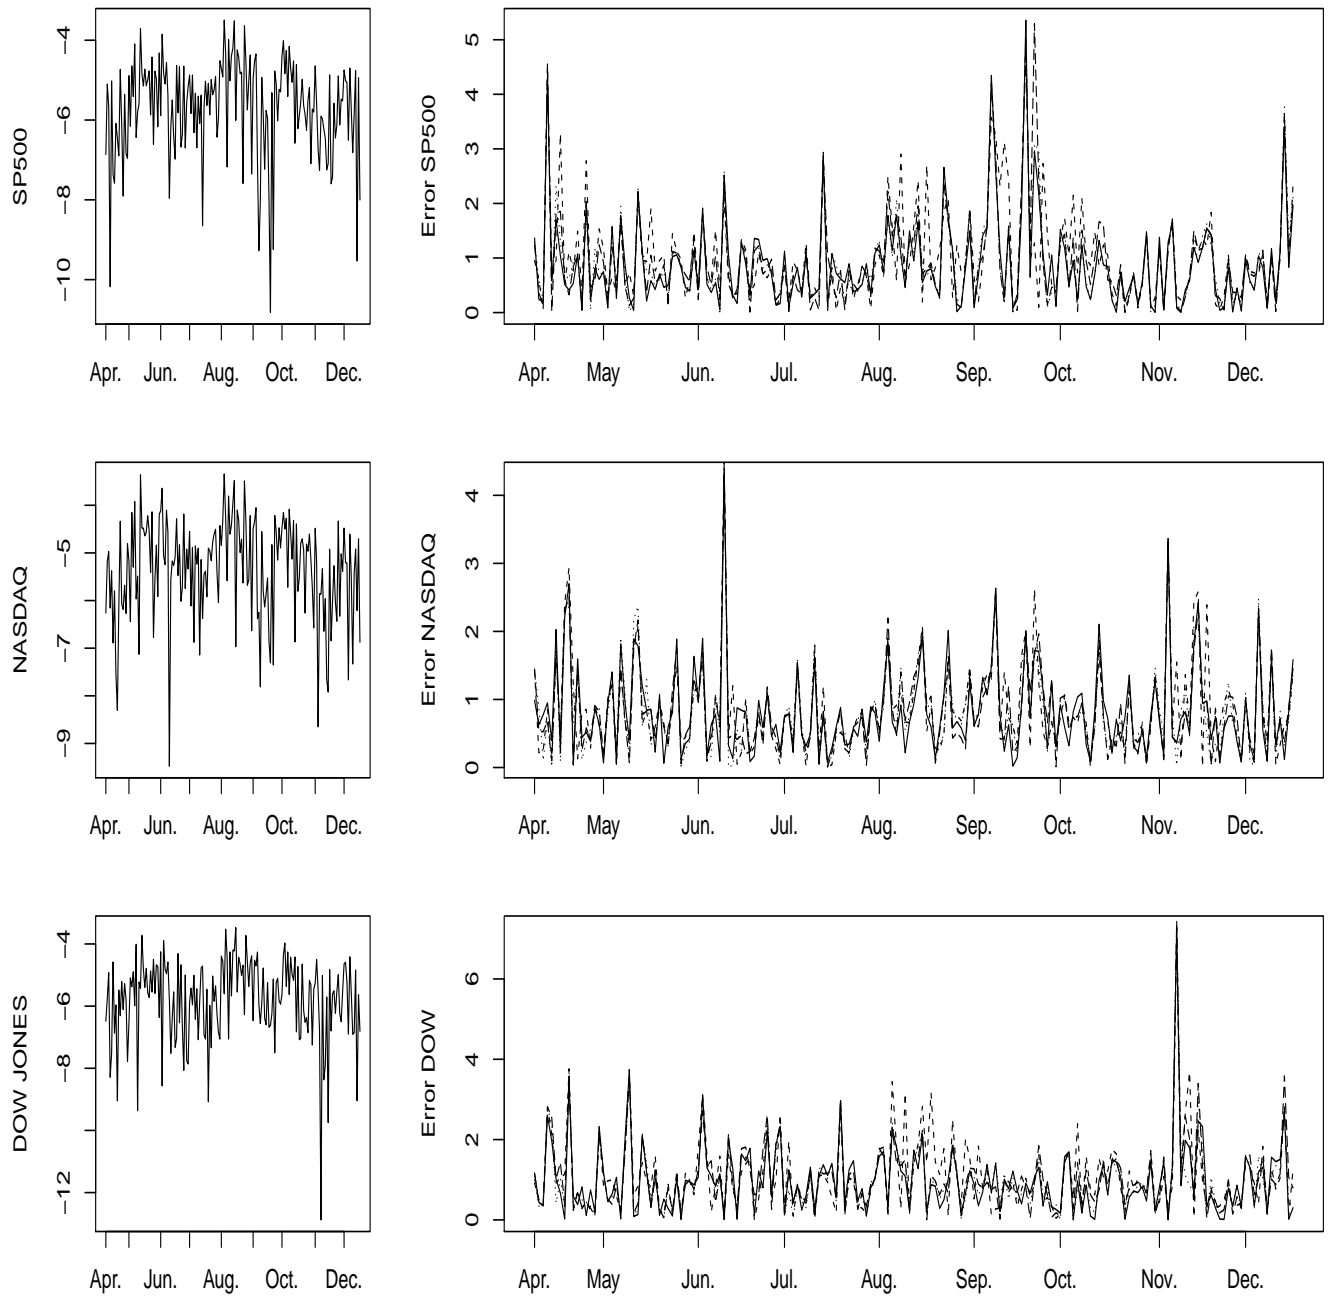 SP500
−4
−6
−8
−10
Apr. Jun. Aug. Oct. Dec.
Error SP500
5
4
3
2
1
0
Apr. May Jun. Jul. Aug. Sep. Oct. Nov. Dec.
NASDAQ
−5
−7
−9
Apr. Jun. Aug. Oct. Dec.
Error NASDAQ
4
3
2
1
0
Apr. May Jun. Jul. Aug. Sep. Oct. Nov. Dec.
DOW JONES
−4
−6
−8
−12
Apr. Jun. Aug. Oct. Dec.
Error DOW
6
4
2
0
Apr. May Jun. Jul. Aug. Sep. Oct. Nov. Dec.